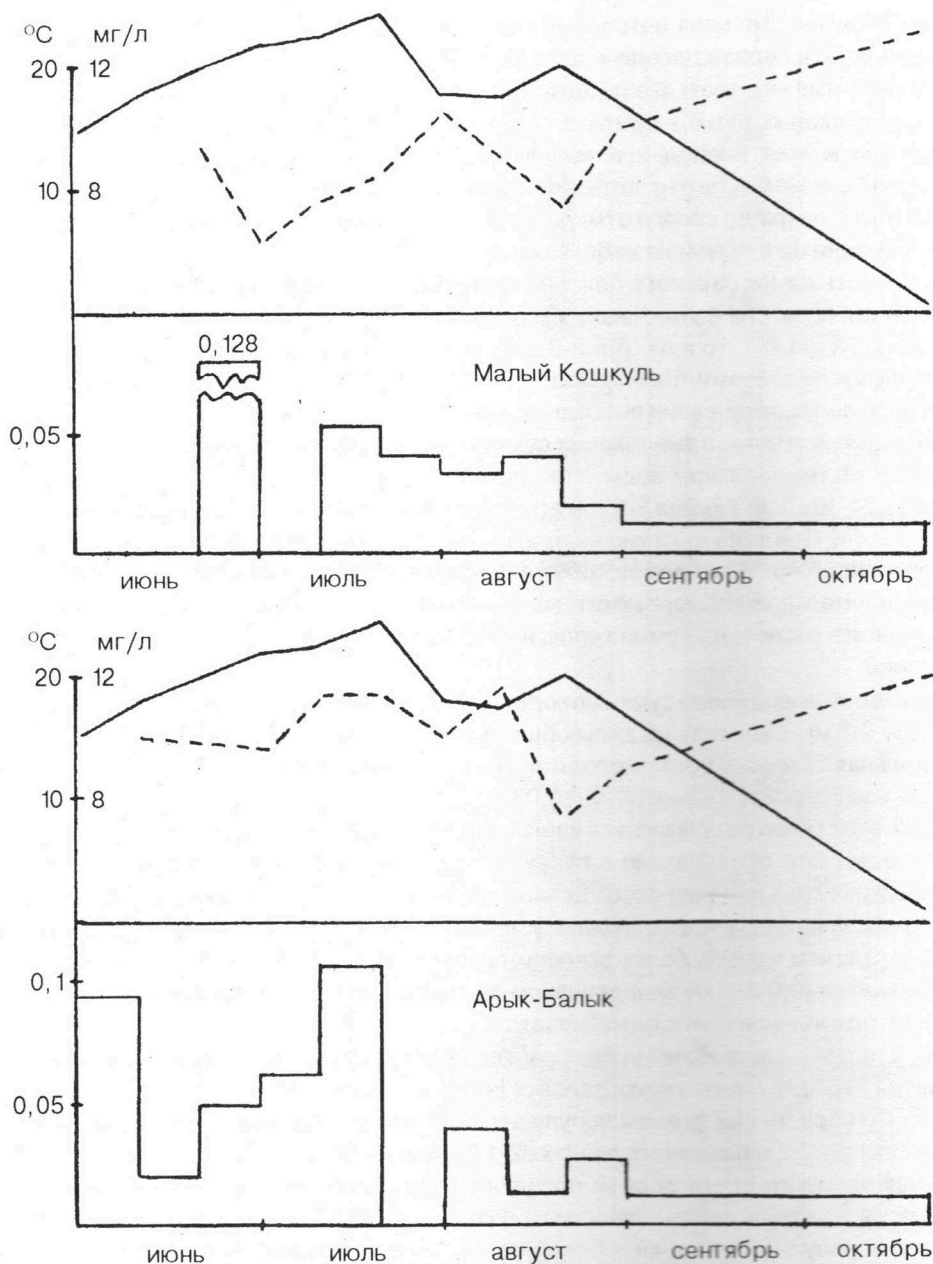 °C мг/л
20 12
10 8
0,128
Малый Кошкуль
0,05
июнь июль август сентябрь октябрь
°C мг/л
20 12
10 8
0,1
Арык-Балык
0,05
июнь июль август сентябрь октябрь